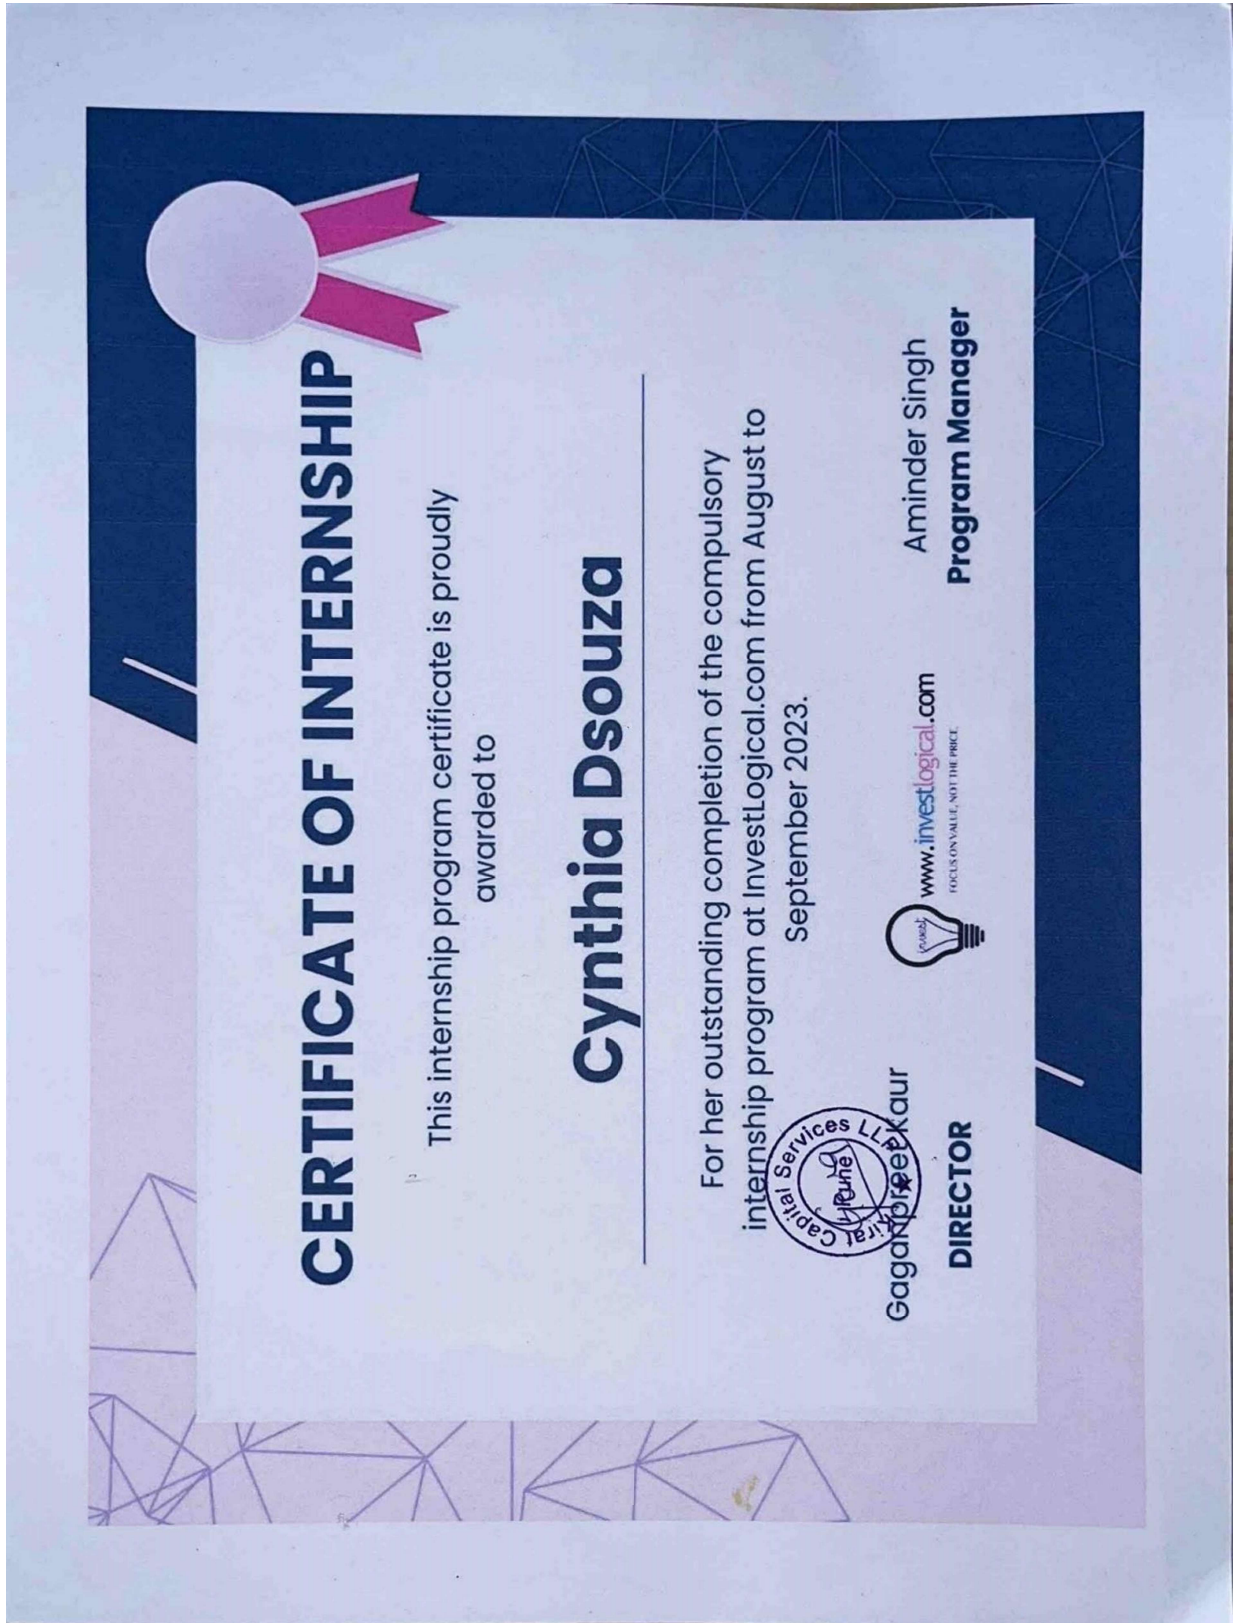 CERTIFICATE OF INTERNSHIP
This internship program certificate is proudly
awarded to
Cynthia Dsouza
For her outstanding completion of the compulsory
internship program at InvestLogical.com from August to
September 2023.
Kirat Capital Services LLP
Gaganpreet Kaur
DIRECTOR
invest
www.investlogical.com
FOCUS ON VALUE, NOT THE PRICE
Aminder Singh
Program Manager